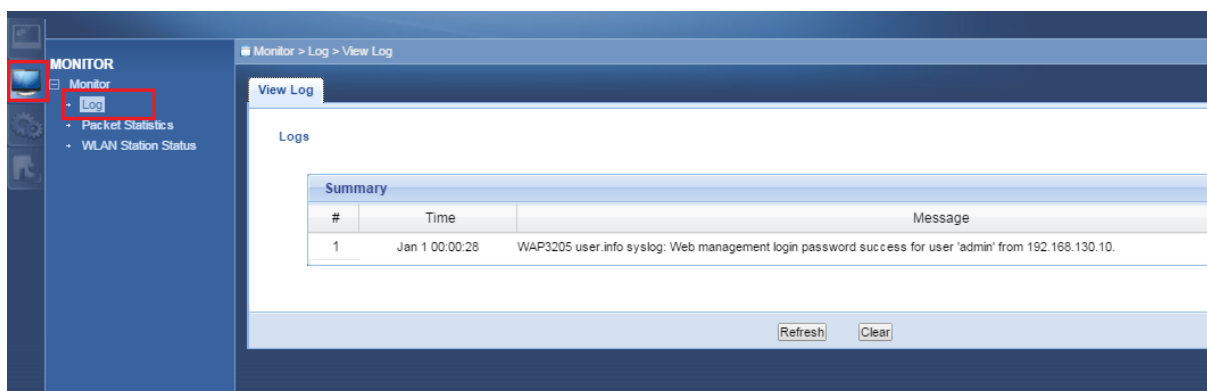 MONITOR
Monitor
Log
Packet Statistics
WLAN Station Status
Monitor > Log > View Log
View Log
Logs
Summary
# Time Message
1 Jan 1 00:00:28 WAP3205 user.info syslog: Web management login password success for user 'admin' from 192.168.130.10.
Refresh Clear